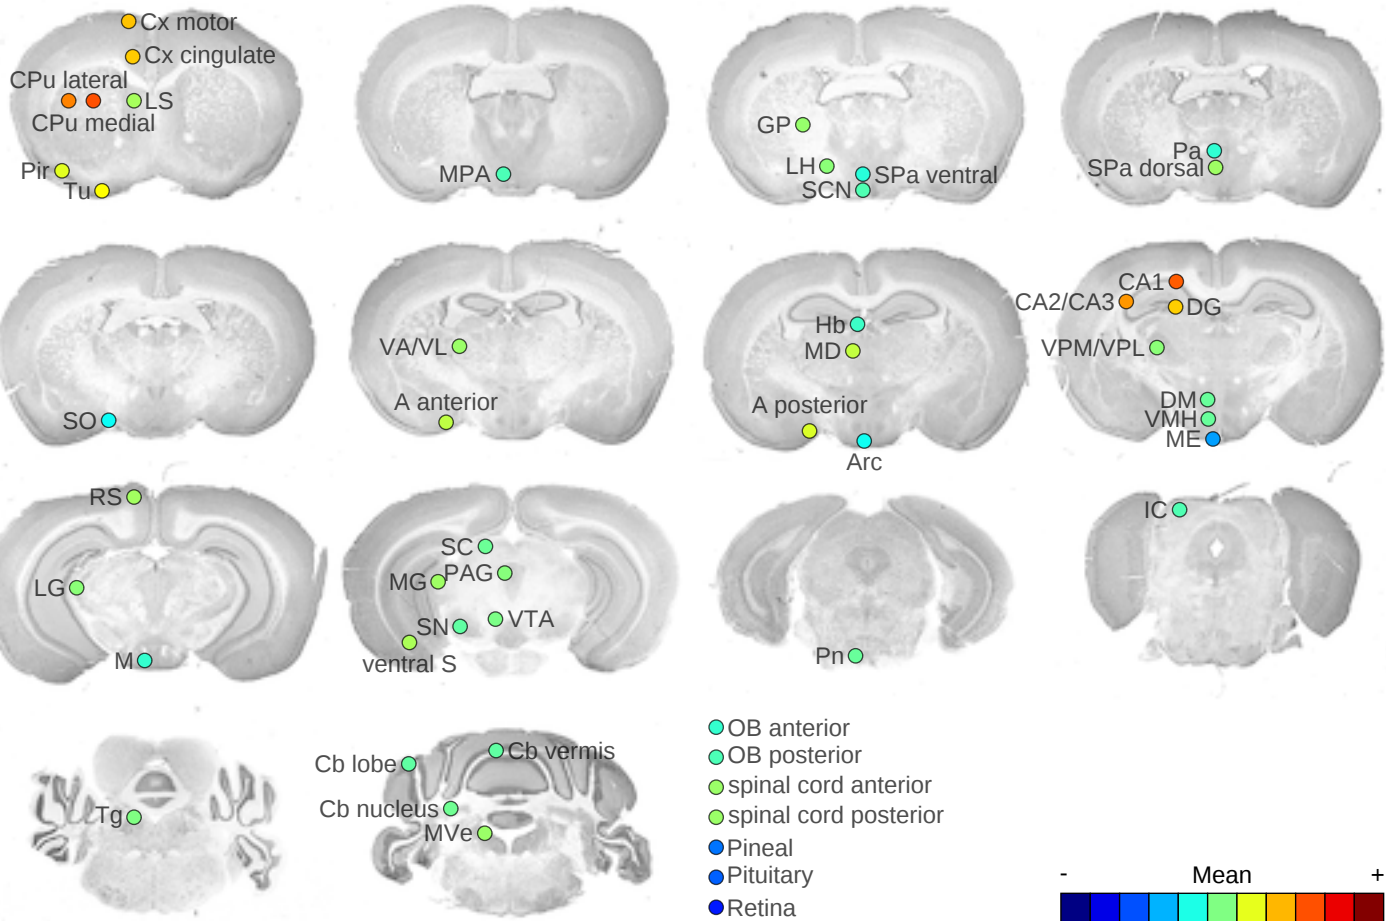 Cx motor
Cx cingulate
CPu lateral
LS
CPu medial
Pir
Tu
MPA
GP
LH
SPa ventral
SCN
Pa
SPa dorsal
SO
VA/VL
A anterior
Hb
MD
A posterior
Arc
CA1
CA2/CA3
DG
VPM/VPL
DM
VMH
ME
RS
LG
M
SC
MG
PAG
SN
VTA
ventral S
Pn
IC
Tg
Cb lobe
Cb vermis
Cb nucleus
MVe
OB anterior
OB posterior
spinal cord anterior
spinal cord posterior
Pineal
Pituitary
Retina
- Mean +